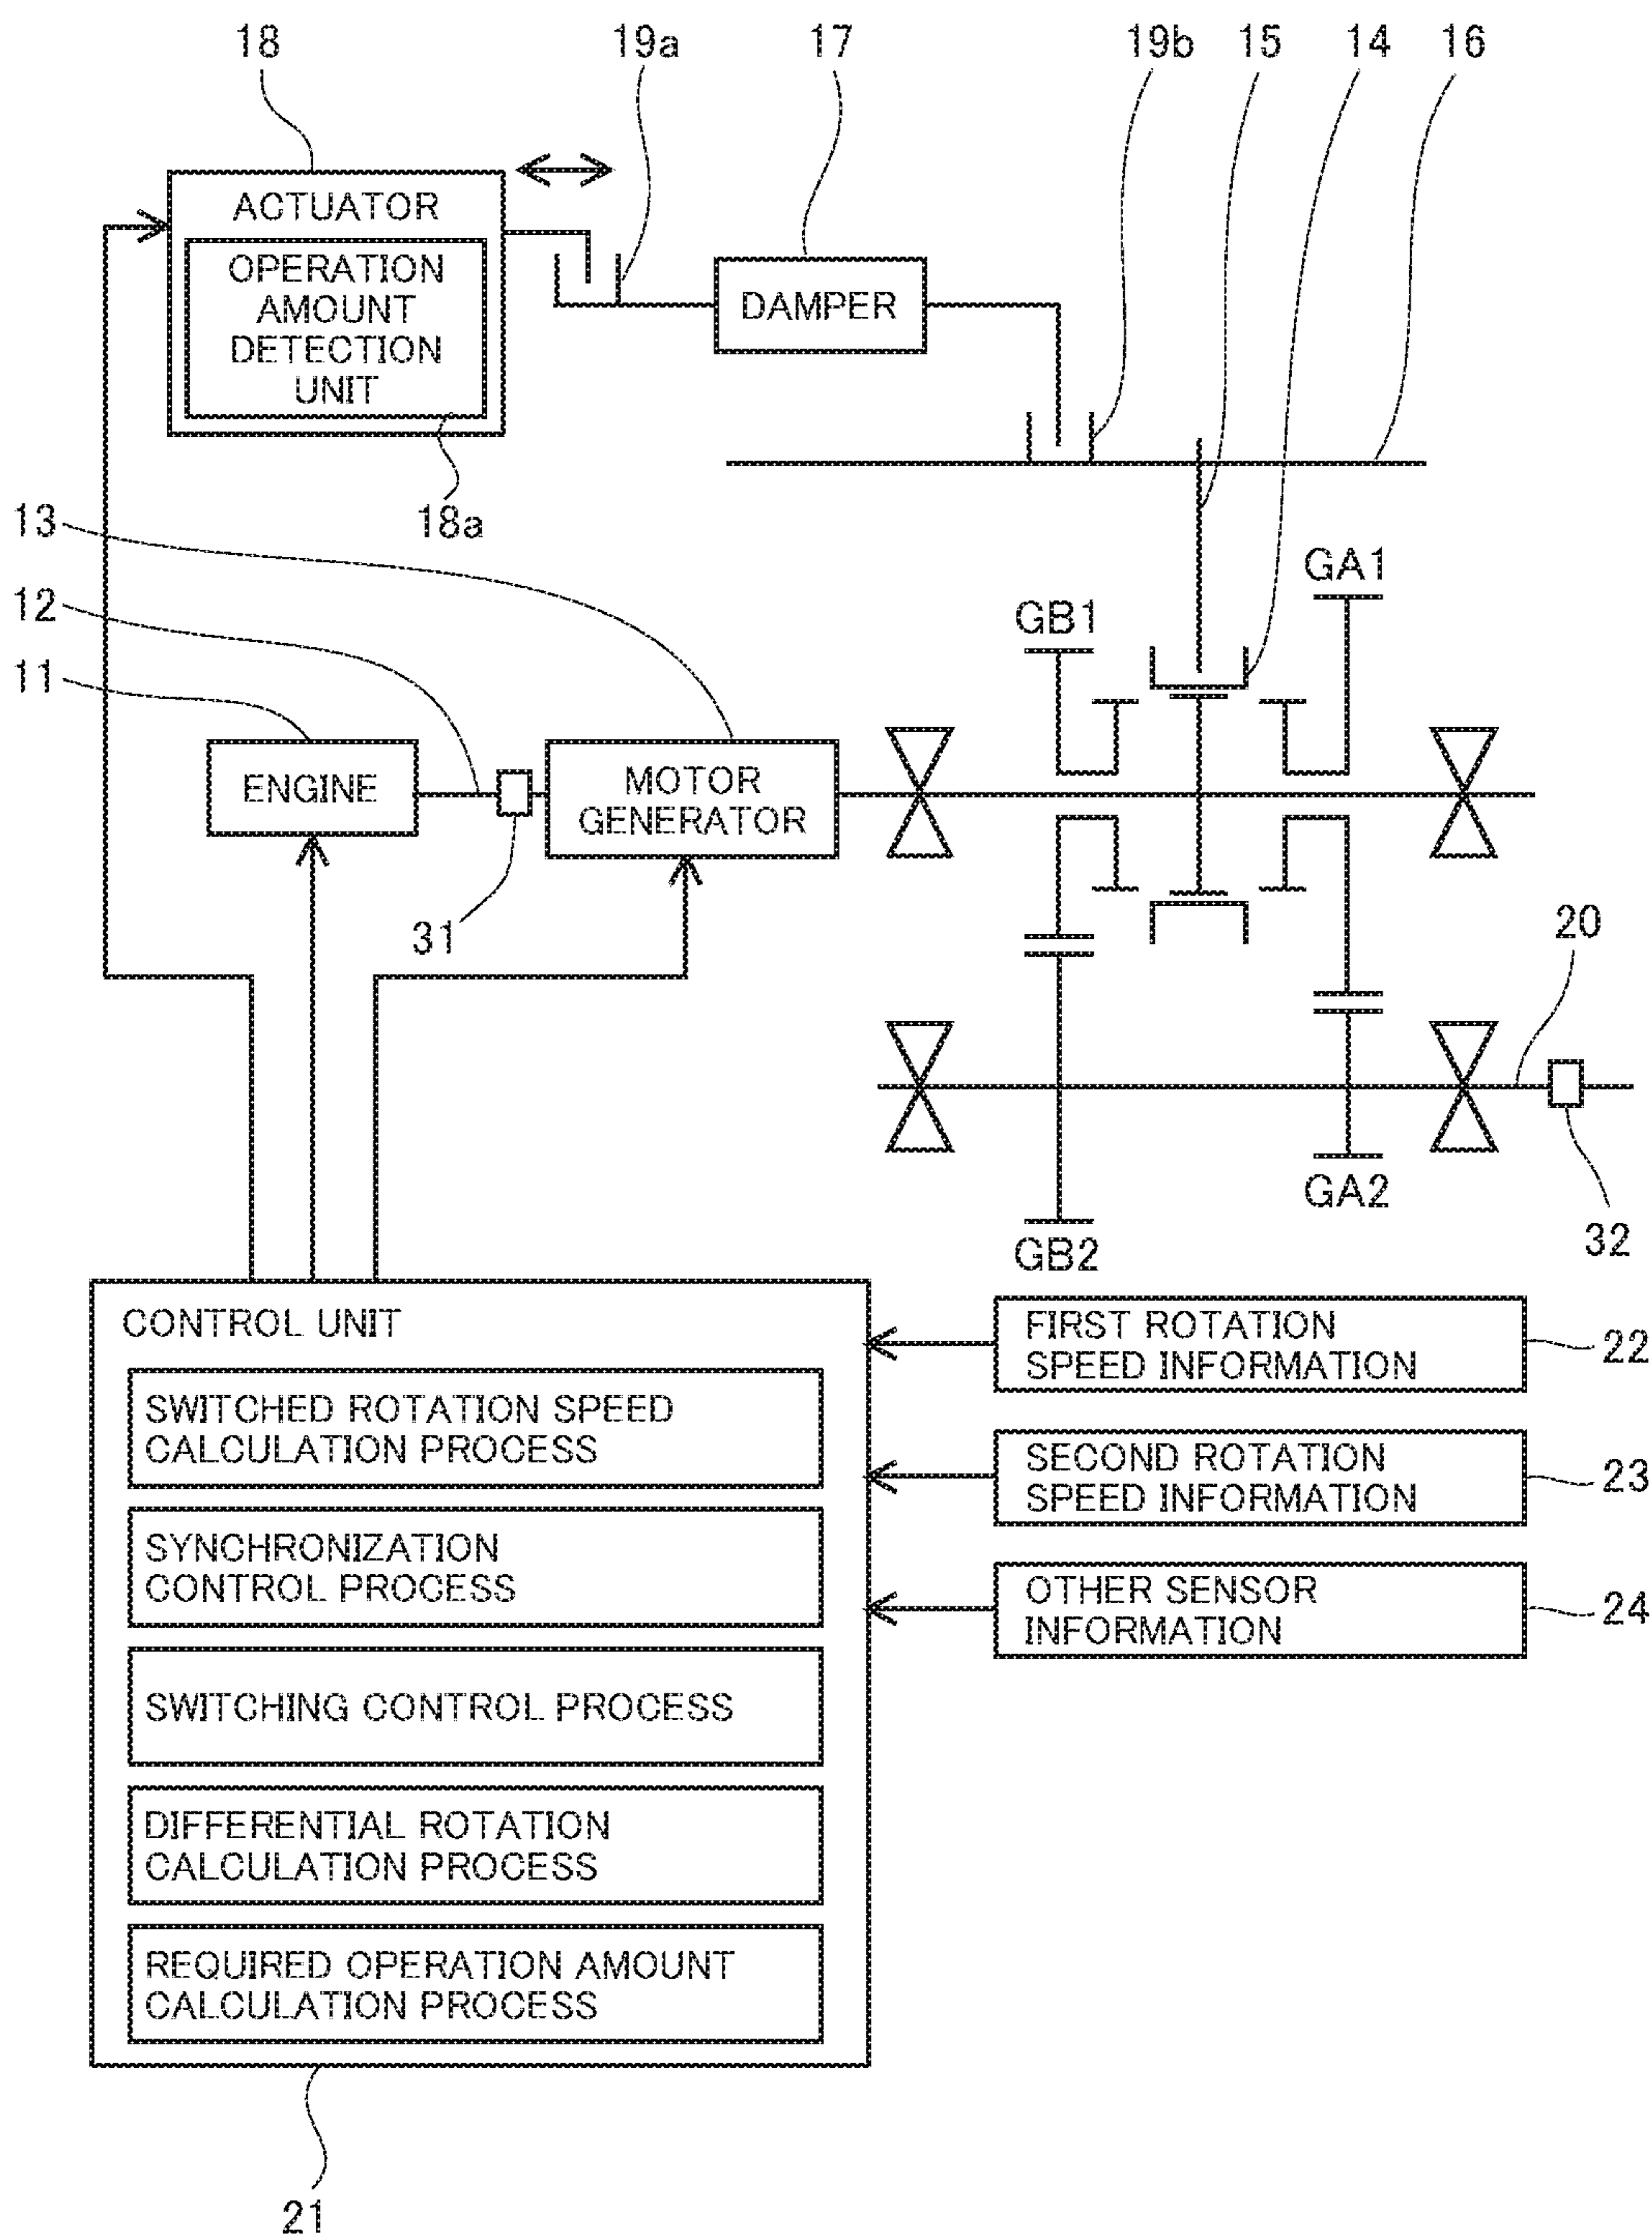 18
19a
17
19b
15
14
16
ACTUATOR
OPERATION
AMOUNT
DETECTION
UNIT
DAMPER
18a
13
12
11
GA1
GB1
ENGINE
MOTOR
GENERATOR
31
20
GA2
GB2
32
CONTROL UNIT
SWITCHED ROTATION SPEED
CALCULATION PROCESS
SYNCHRONIZATION
CONTROL PROCESS
SWITCHING CONTROL PROCESS
DIFFERENTIAL ROTATION
CALCULATION PROCESS
REQUIRED OPERATION AMOUNT
CALCULATION PROCESS
FIRST ROTATION
SPEED INFORMATION
22
SECOND ROTATION
SPEED INFORMATION
23
OTHER SENSOR
INFORMATION
24
21